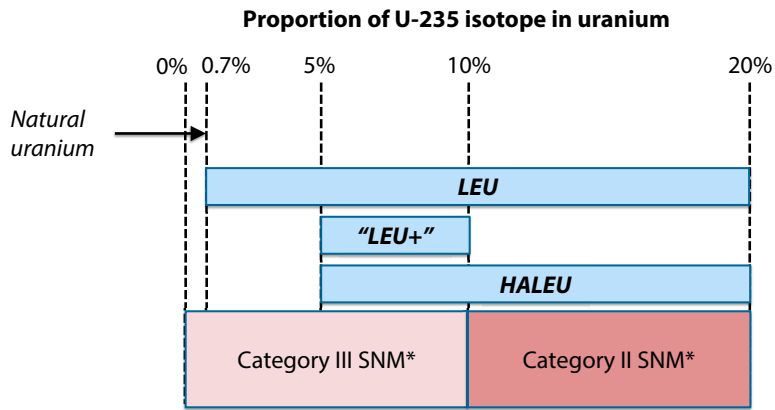 Proportion of U-235 isotope in uranium
0% 0.7% 5% 10% 20%
Natural
uranium
LEU
“LEU+”
HALEU
Category III SNM* Category II SNM*